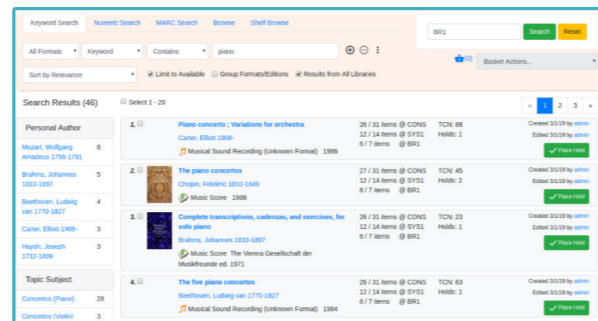 Keyword Search Numeric Search MARC Search Browse Shelf Browse
BR1 Search Reset
All Formats Keyword Contains piano
Basket Actions...
Sort by Relevance Limit to Available Group Formats/Editions Results from All Libraries
Search Results (46) Select 1 - 20 « 1 2 3 »
Personal Author
Mozart, Wolfgang Amadeus 1756-1791 8
Brahms, Johannes 1833-1897 5
Beethoven, Ludwig van 1770-1827 4
Carter, Elliott 1908- 3
Haydn, Joseph 1732-1809 3
Topic Subject
Concertos (Piano) 28
Concertos (Violin) 3
1. Piano concerto ; Variations for orchestra 26 / 31 items @ CONS TCN: 88 Created 3/1/19 by admin
Carter, Elliott 1908- 12 / 14 items @ SYS1 Holds: 1 Edited 3/1/19 by admin
Musical Sound Recording (Unknown Format) 1986 6 / 7 items @ BR1 Place Hold
2. The piano concertos 27 / 31 items @ CONS TCN: 45 Created 3/1/19 by admin
Chopin, Frédéric 1810-1849 12 / 14 items @ SYS1 Holds: 2 Edited 3/1/19 by admin
Music Score 1988 6 / 7 items @ BR1 Place Hold
3. Complete transcriptions, cadenzas, and exercises, for 26 / 31 items @ CONS TCN: 23 Created 3/1/19 by admin
solo piano 12 / 14 items @ SYS1 Holds: 1 Edited 3/1/19 by admin
Brahms, Johannes 1833-1897 6 / 7 items @ BR1 Place Hold
Music Score The Vienna Gesellschaft der
Musikfreunde ed. 1971
4. The five piano concertos 26 / 31 items @ CONS TCN: 63 Created 3/1/19 by admin
Beethoven, Ludwig van 1770-1827 12 / 14 items @ SYS1 Holds: 1 Edited 3/1/19 by admin
Musical Sound Recording (Unknown Format) 1984 6 / 7 items @ BR1 Place Hold